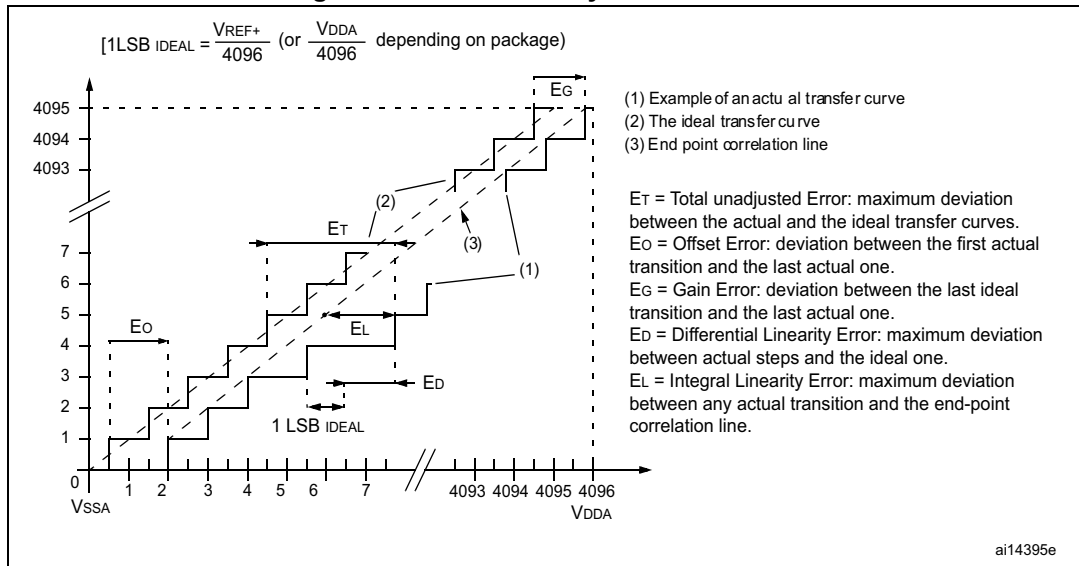 [1LSB IDEAL = VREF+ / 4096 (or VDDA / 4096 depending on package)
EG
4095
4094
4093
7
6
5
4
3
2
1
0
(2)
ET
(3)
(1)
EO
EL
ED
1 LSB IDEAL
1 2 3 4 5 6 7 4093 4094 4095 4096
VSSA
VDDA
(1) Example of an actu al transfer curve
(2) The ideal transfer curve
(3) End point correlation line
ET = Total unadjusted Error: maximum deviation
between the actual and the ideal transfer curves.
EO = Offset Error: deviation between the first actual
transition and the last actual one.
EG = Gain Error: deviation between the last ideal
transition and the last actual one.
ED = Differential Linearity Error: maximum deviation
between actual steps and the ideal one.
EL = Integral Linearity Error: maximum deviation
between any actual transition and the end-point
correlation line.
ai14395e